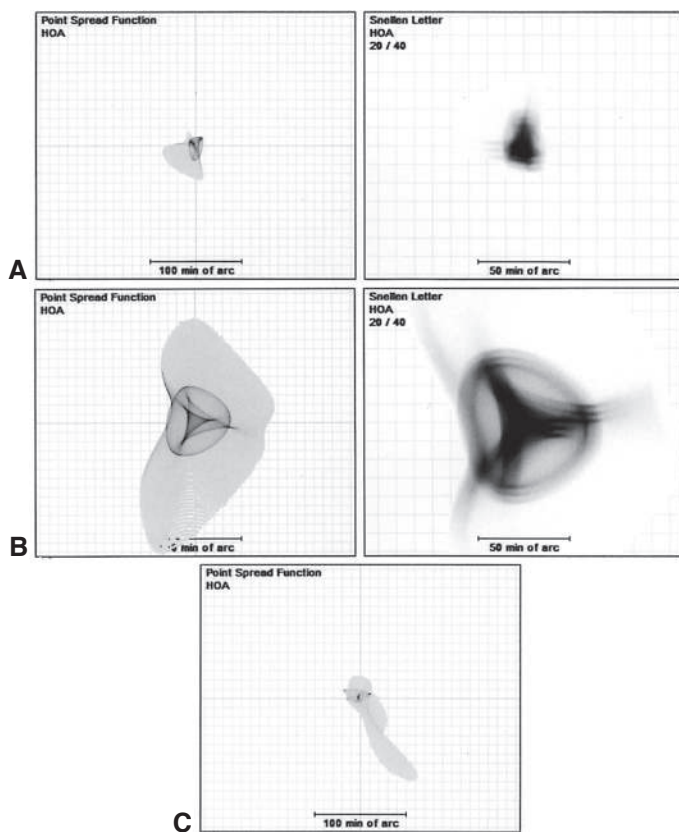 Point Spread Function
HOA
100 min of arc
Snellen Letter
HOA
20 / 40
50 min of arc
A
Point Spread Function
HOA
min of arc
Snellen Letter
HOA
20 / 40
50 min of arc
B
Point Spread Function
HOA
100 min of arc
C